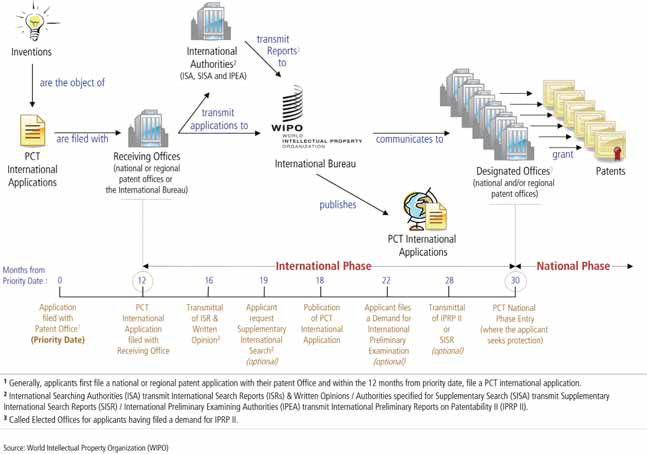 Inventions
are the object of
PCT
International
Applications
are filed with
Receiving Offices
(national or regional
patent offices or
the International Bureau)
International
Authorities²
(ISA, SISA and IPEA)
transmit
Reports²
to
transmit
applications to
WIPO
WORLD
INTELLECTUAL PROPERTY
ORGANIZATION
International Bureau
communicates to
publishes
PCT International
Applications
Designated Offices³
(national and/or regional
patent offices)
grant
Patents
International Phase
National Phase
Months from
Priority Date :
0
12
16
19
18
22
28
30
Application
filed with
Patent Office¹
(Priority Date)
PCT
International
Application
filed with
Receiving Office
Transmittal
of ISR &
Written
Opinion²
Applicant
request
Supplementary
International
Search²
(optional)
Publication
of PCT
International
Application
Applicant files
a Demand for
International
Preliminary
Examination
(optional)
Transmittal
of IPRP II
or
SISR
(optional)
PCT National
Phase Entry
(where the applicant
seeks protection)
¹ Generally, applicants first file a national or regional patent application with their patent Office and within the 12 months from priority date, file a PCT international application.
² International Searching Authorities (ISA) transmit International Search Reports (ISRs) & Written Opinions / Authorities specified for Supplementary Search (SISA) transmit Supplementary
International Search Reports (SISR) / International Preliminary Examining Authorities (IPEA) transmit International Preliminary Reports on Patentability II (IPRP II).
³ Called Elected Offices for applicants having filed a demand for IPRP II.
Source: World Intellectual Property Organization (WIPO)